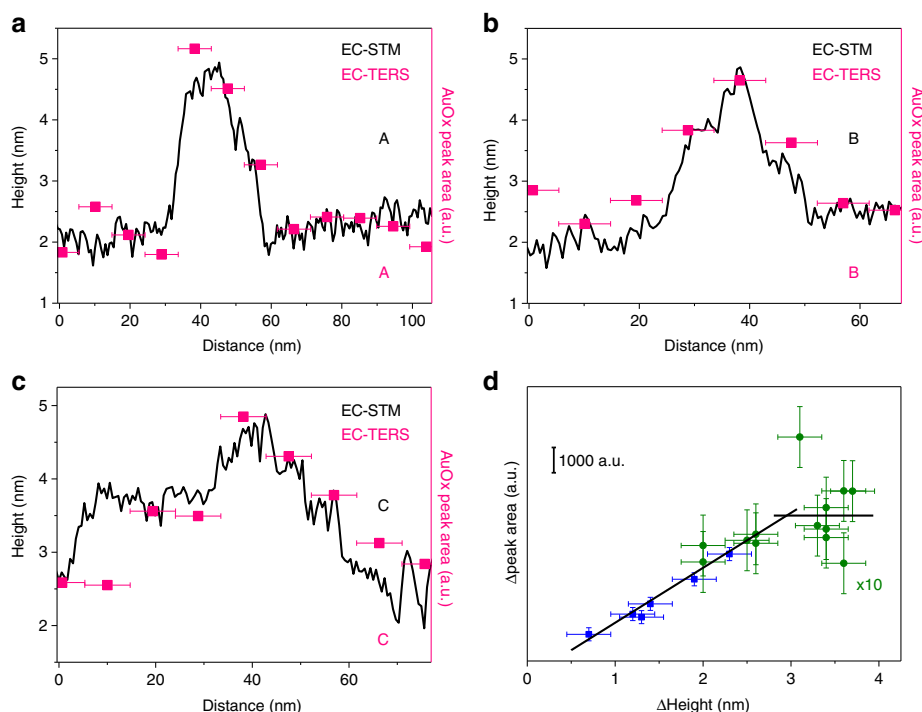 a
EC-STM
EC-TERS
A
A
5
4
3
2
1
0 20 40 60 80 100
Height (nm)
Distance (nm)
AuOx peak area (a.u.)
b
EC-STM
EC-TERS
B
B
5
4
3
2
1
0 20 40 60
Height (nm)
Distance (nm)
AuOx peak area (a.u.)
c
EC-STM
EC-TERS
C
C
5
4
3
2
0 20 40 60
Height (nm)
Distance (nm)
AuOx peak area (a.u.)
d
1000 a.u.
x10
0 1 2 3 4
Δpeak area (a.u.)
ΔHeight (nm)